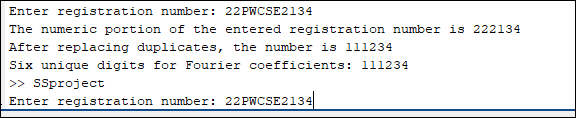 Enter registration number: 22PWCSE2134
The numeric portion of the entered registration number is 222134
After replacing duplicates, the number is 111234
Six unique digits for Fourier coefficients: 111234
>> SSproject
Enter registration number: 22PWCSE2134